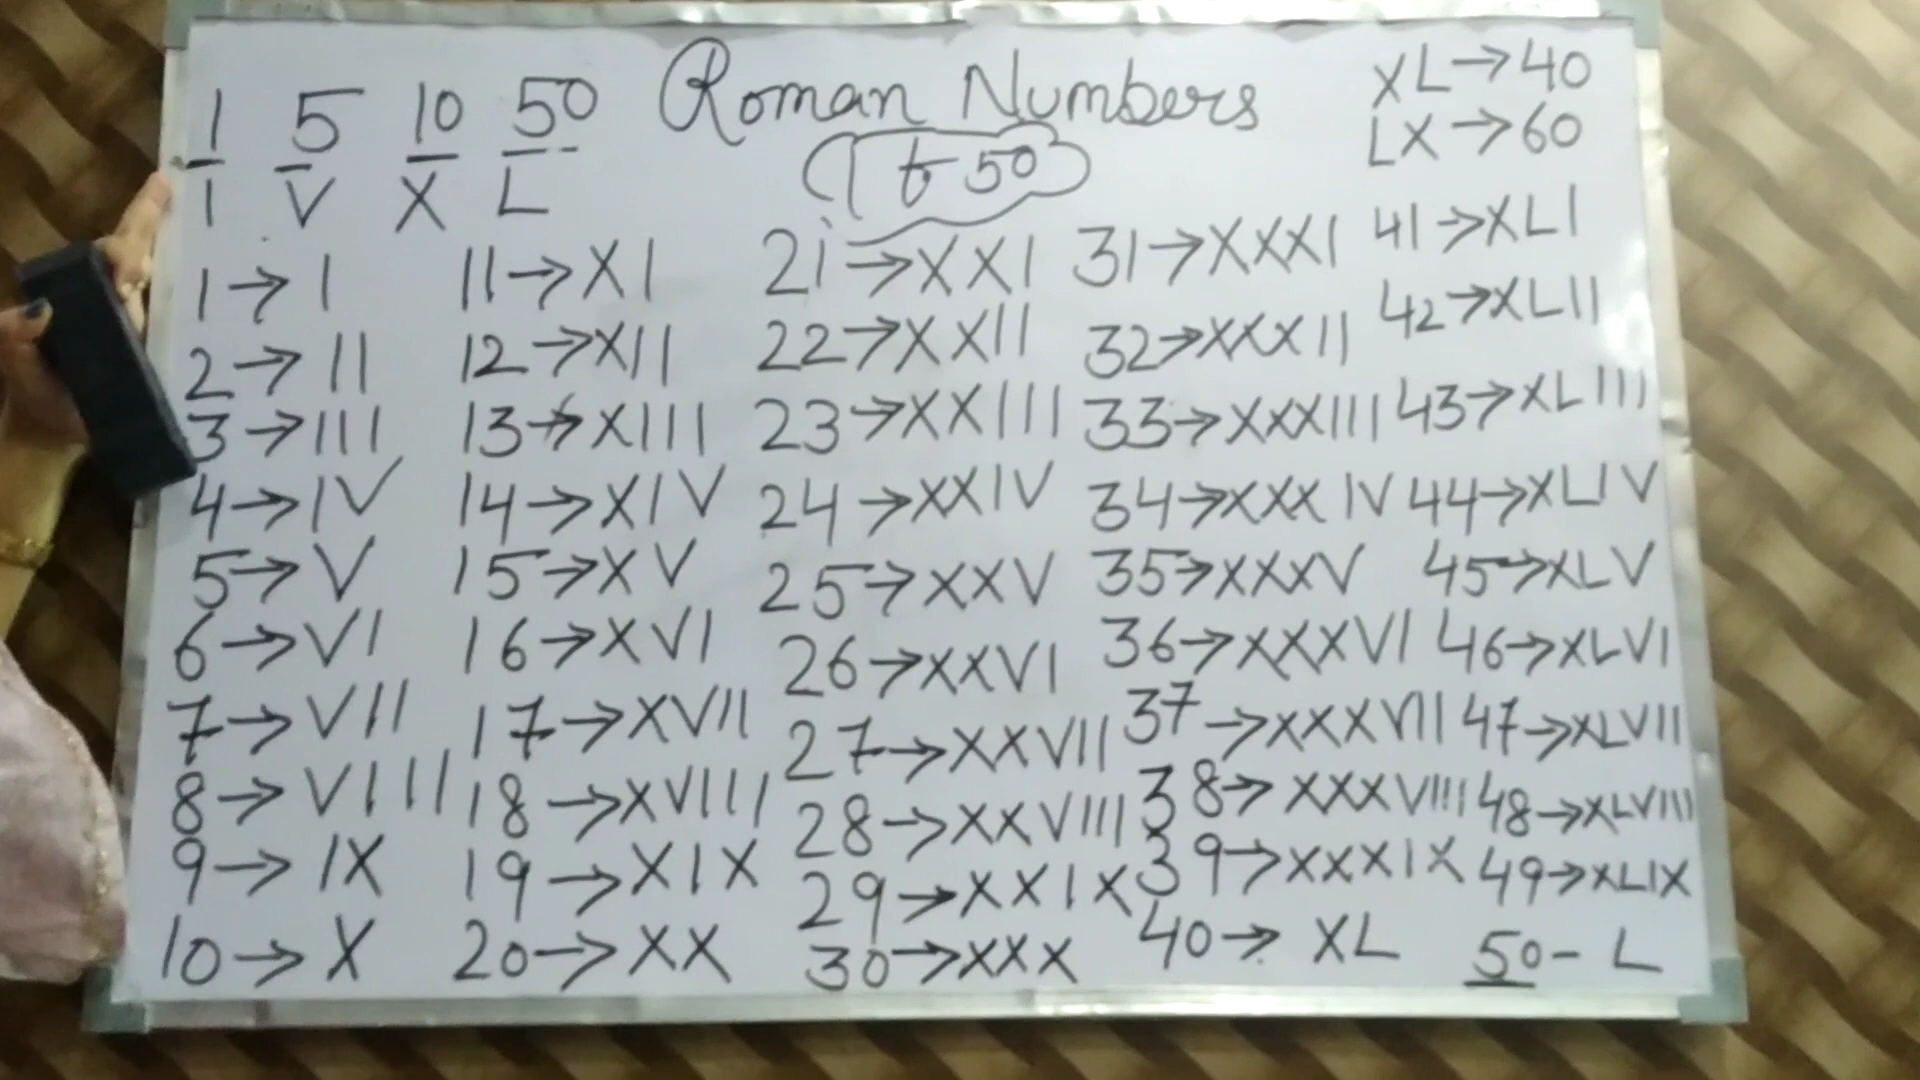 1 5 10 50 Roman Numbers XL→40
I V X L 1 to 50 LX→60
1→I 11→XI 21→XXI 31→XXXI 41→XLI
2→II 12→XII 22→XXII 32→XXXII 42→XLII
3→III 13→XIII 23→XXIII 33→XXXIII 43→XLIII
4→IV 14→XIV 24→XXIV 34→XXXIV 44→XLIV
5→V 15→XV 25→XXV 35→XXXV 45→XLV
6→VI 16→XVI 26→XXVI 36→XXXVI 46→XLVI
7→VII 17→XVII 27→XXVII 37→XXXVII 47→XLVII
8→VIII 18→XVIII 28→XXVIII 38→XXXVIII 48→XLVIII
9→IX 19→XIX 29→XXIX 39→XXXIX 49→XLIX
10→X 20→XX 30→XXX 40→XL 50-L